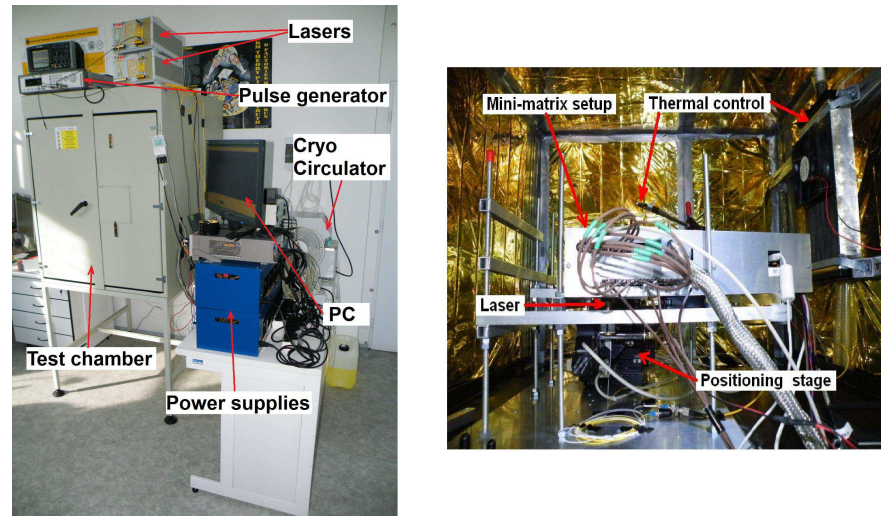 Lasers
Pulse generator
Cryo
Circulator
PC
Test chamber
Power supplies
Mini-matrix setup
Thermal control
Laser
Positioning stage